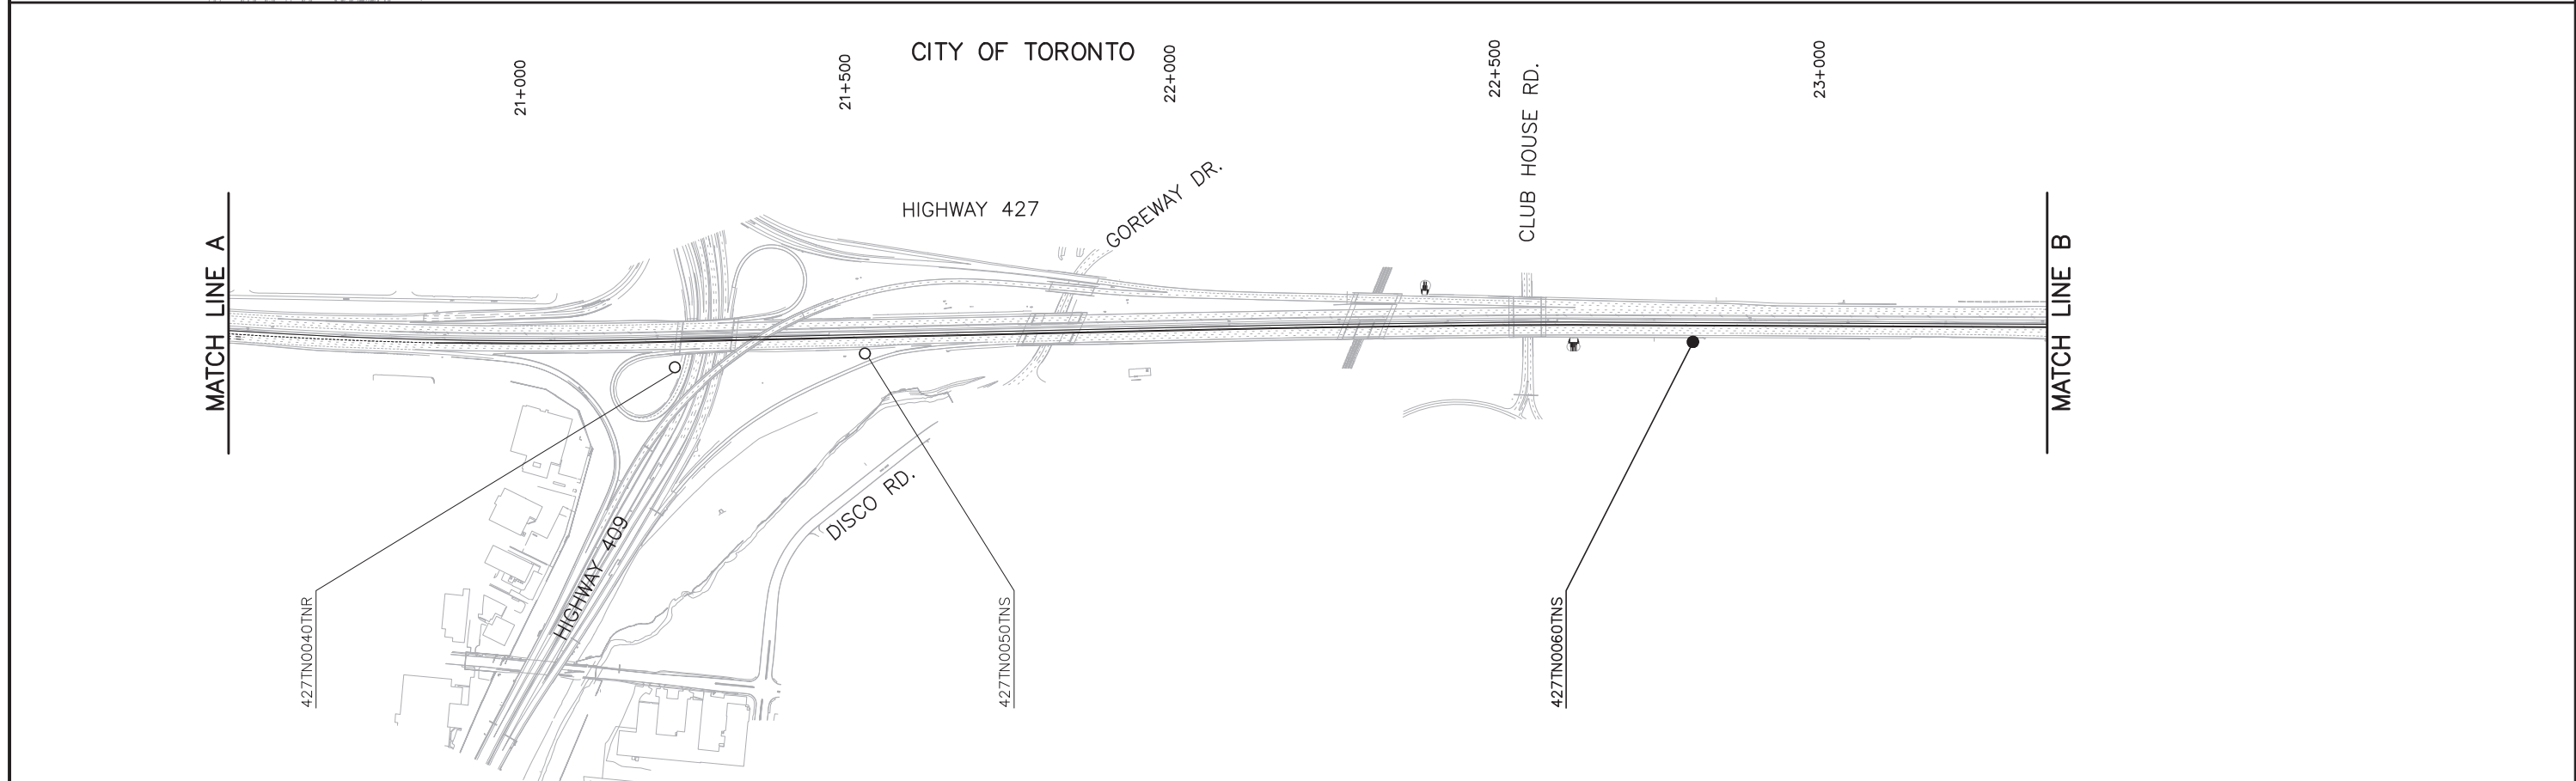 CITY OF TORONTO
21+000
21+500
22+000
22+500
23+000
CLUB HOUSE RD.
HIGHWAY 427
GOREWAY DR.
MATCH LINE A
MATCH LINE B
DISCO RD.
HIGHWAY 409
427TN0040TNR
427TN0050TNS
427TN0060TNS